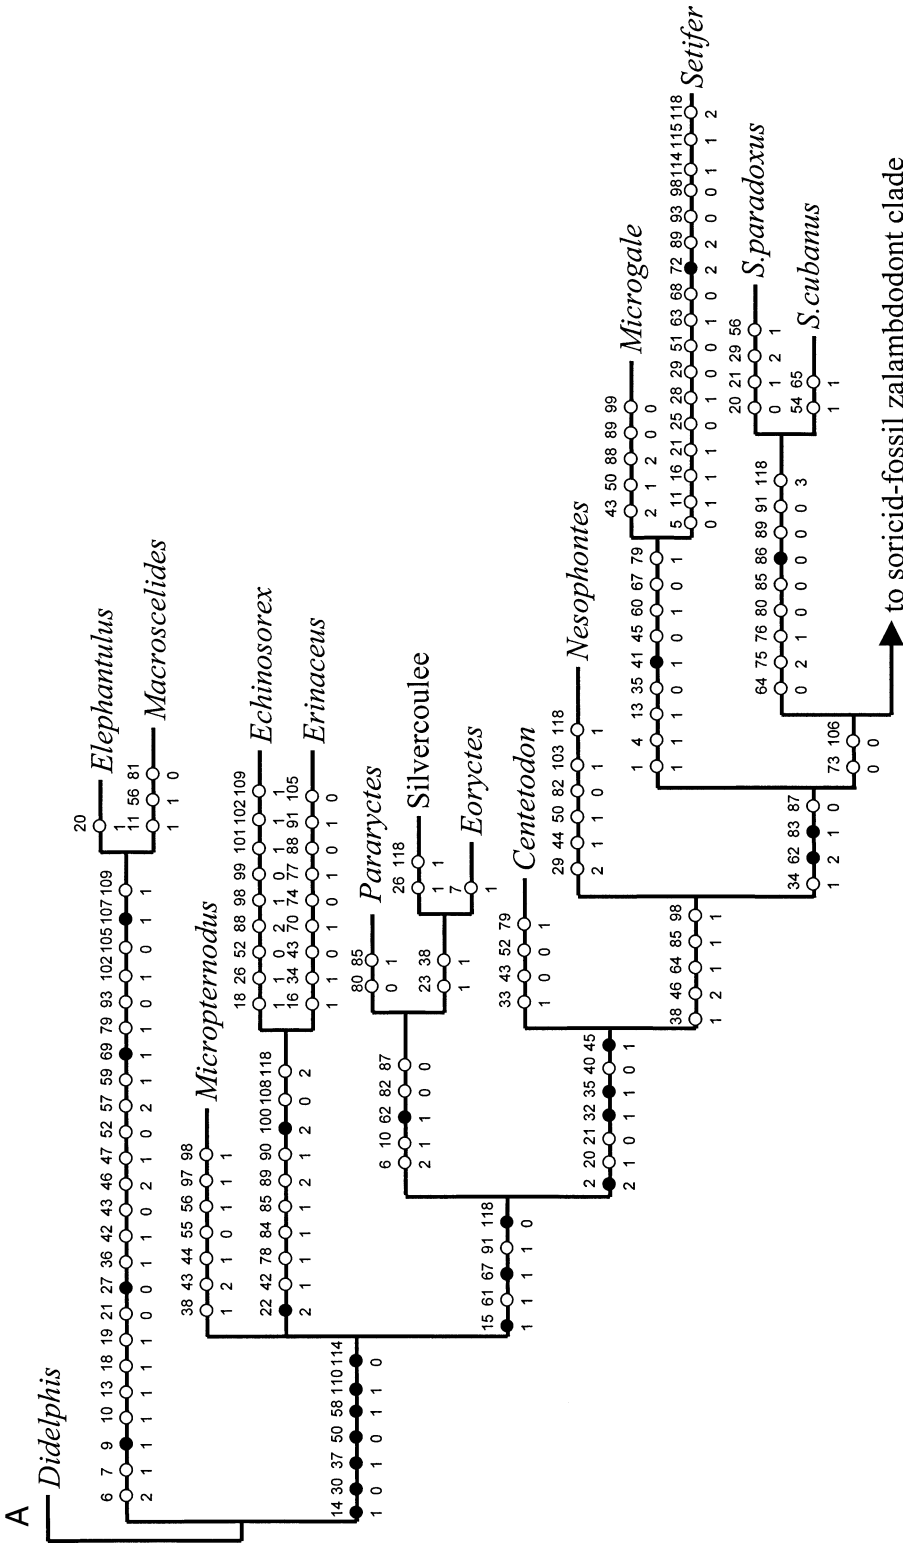 A
Didelphis
Elephantulus
20
1
Macroscelides
11 56 81
1 1 0
6 7 9 10 13 18 19 21 27 36 42 43 46 47 52 57 59 69 79 93 102 105 107 109
2 1 1 1 1 1 1 0 0 1 1 0 2 1 0 2 1 1 1 0 1 0 1 1
Micropternodus
38 43 44 55 56 97 98
1 2 1 0 1 1 1
Echinosorex
18 26 52 88 98 99 101 102 109
1 1 0 2 1 0 1 1 1
Erinaceus
16 34 43 70 74 77 88 91 105
1 1 0 1 0 1 1 1 0
22 42 78 84 85 89 90 100 108 118
2 1 1 1 1 2 1 2 0 2
14 30 37 50 58 110 114
1 0 1 0 1 1 0
Pararyctes
80 85
0 1
Silvercoulee
26 118
1 1
Eoryctes
7
1
23 38
1 1
6 10 62 82 87
2 1 1 0 0
15 61 67 91 118
1 1 1 1 0
Centetodon
33 43 52 79
1 0 0 1
2 20 21 32 35 40 45
2 1 0 1 1 0 1
Nesophontes
29 44 50 82 103 118
2 1 1 0 1 1
38 46 64 85 98
1 2 1 1 1
Microgale
43 50 88 89 99
2 1 2 0 0
Setifer
5 11 16 21 25 28 29 51 63 68 72 89 93 98 114 115 118
0 1 1 1 0 1 0 0 1 0 2 2 0 0 1 1 2
1 4 13 35 41 45 60 67 79
1 1 1 0 1 0 1 0 1
34 62 83 87
1 2 1 0
S.paradoxus
20 21 29 56
0 1 2 1
S.cubanus
54 65
1 1
64 75 76 80 85 86 89 91 118
0 2 1 0 0 0 0 0 3
73 106
0 0
to soricid-fossil zalambdodont clade